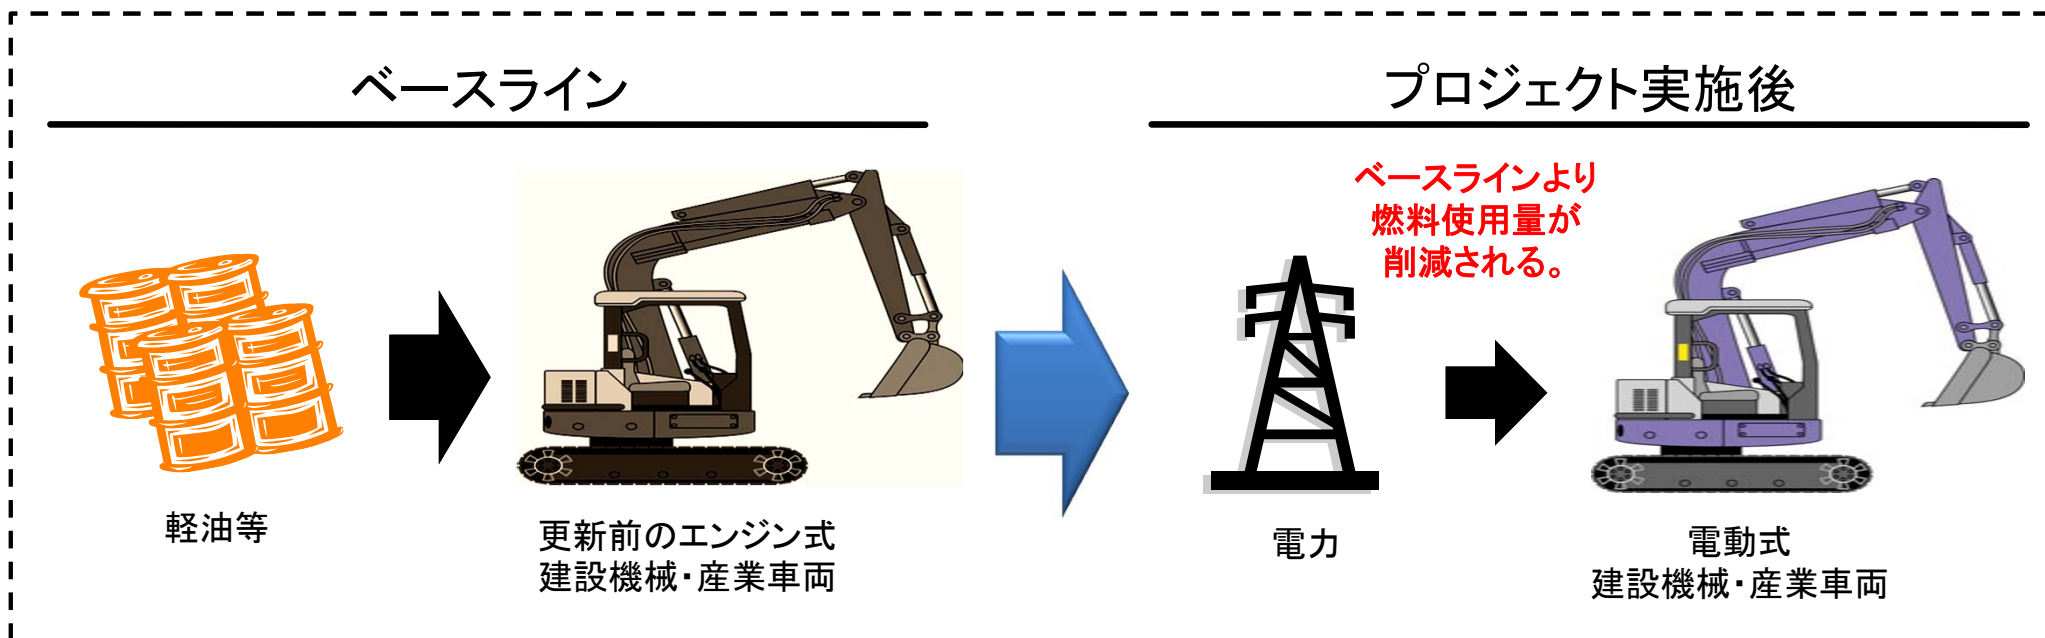 ベースライン
プロジェクト実施後
ベースラインより
燃料使用量が
削減される。
軽油等
更新前のエンジン式
建設機械・産業車両
電力
電動式
建設機械・産業車両